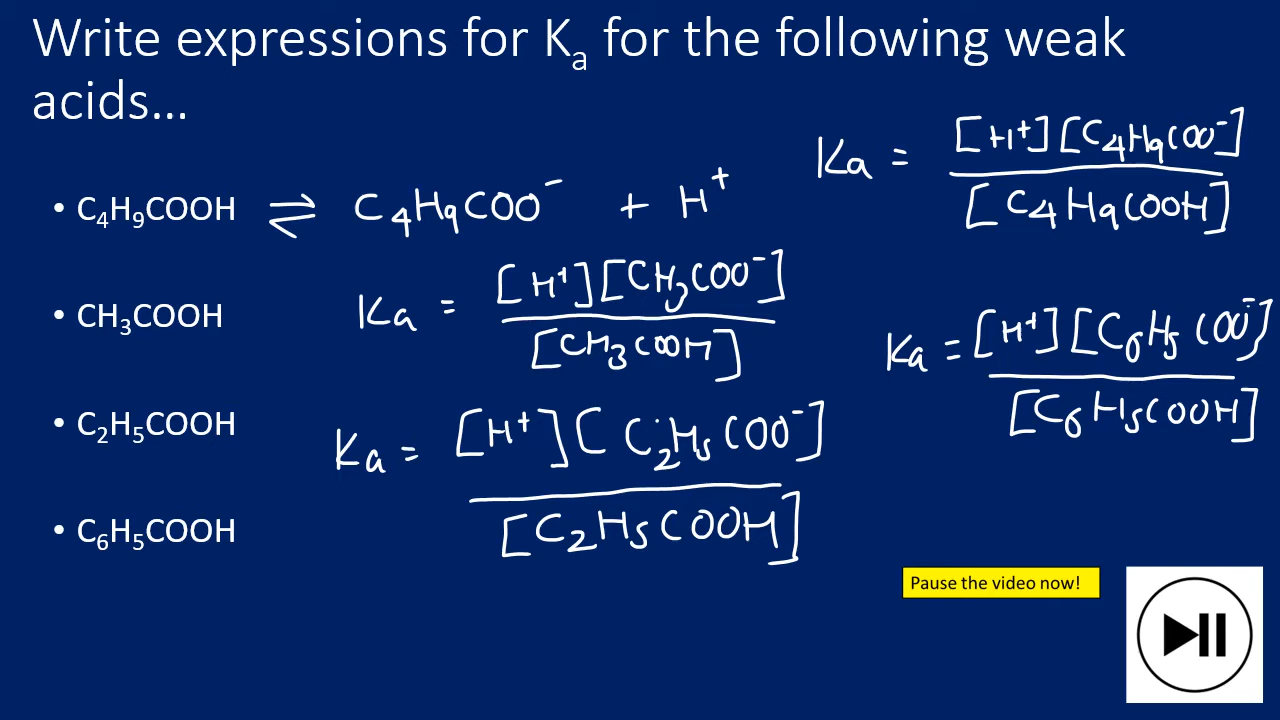 Write expressions for Kₐ for the following weak
acids...
Ka = [H⁺][C₄H₉COO⁻] / [C₄H₉COOH]
• C₄H₉COOH ⇌ C₄H₉COO⁻ + H⁺
• CH₃COOH
Ka = [H⁺][CH₃COO⁻] / [CH₃COOH]
Ka = [H⁺][C₆H₅COO⁻] / [C₆H₅COOH]
• C₂H₅COOH
Ka = [H⁺][C₂H₅COO⁻] / [C₂H₅COOH]
• C₆H₅COOH
Pause the video now!